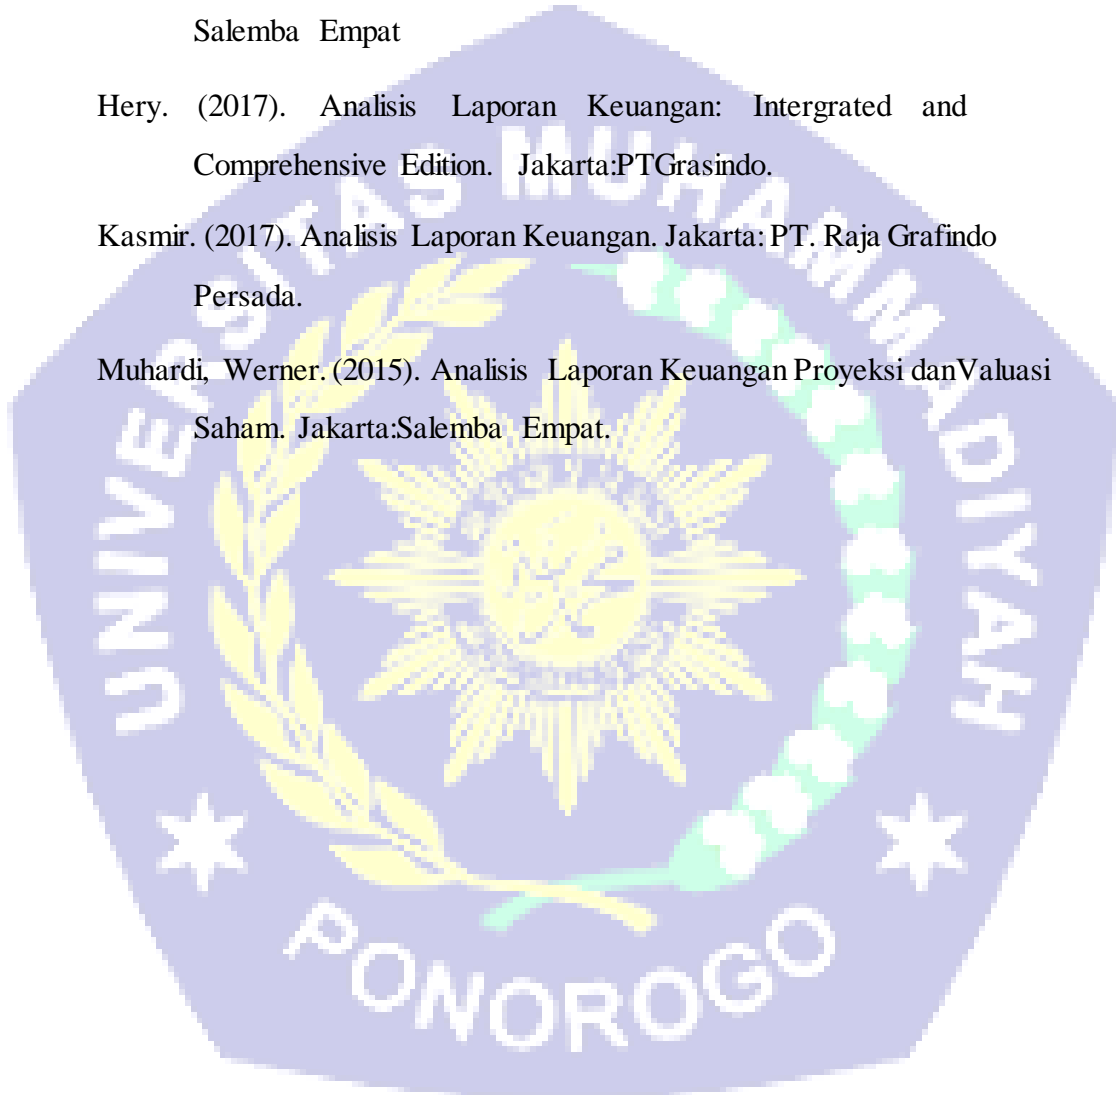 Salemba Empat
Hery. (2017). Analisis Laporan Keuangan: Intergrated and
Comprehensive Edition. Jakarta:PTGrasindo.
Kasmir. (2017). Analisis Laporan Keuangan. Jakarta: PT. Raja Grafindo
Persada.
Muhardi, Werner. (2015). Analisis Laporan Keuangan Proyeksi danValuasi
Saham. Jakarta:Salemba Empat.
UNIVERSITAS MUHAMMADIYAH
PONOROGO